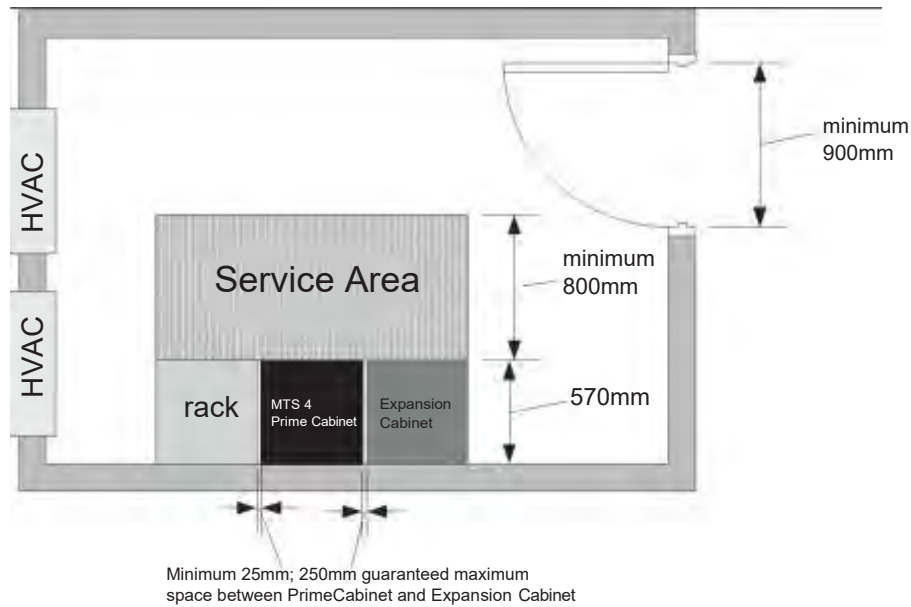 minimum
900mm
HVAC
minimum
800mm
Service Area
HVAC
rack
MTS 4
Prime Cabinet
Expansion
Cabinet
570mm
Minimum 25mm; 250mm guaranteed maximum
space between PrimeCabinet and Expansion Cabinet